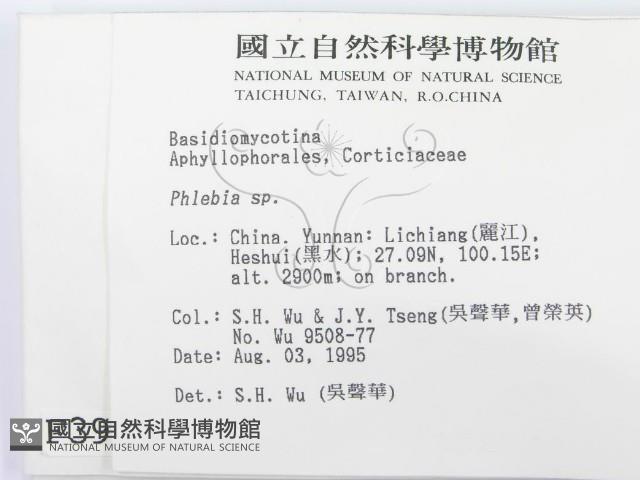 國立自然科學博物館
NATIONAL MUSEUM OF NATURAL SCIENCE
TAICHUNG, TAIWAN, R.O.CHINA
Basidiomycotina
Aphyllophorales, Corticiaceae
Phlebia sp.
Loc.: China. Yunnan: Lichiang(麗江),
Heshui(黑水); 27.09N, 100.15E;
alt. 2900m; on branch.
Col.: S.H. Wu & J.Y. Tseng(吳聲華,曾榮英)
No. Wu 9508-77
Date: Aug. 03, 1995
Det.: S.H. Wu (吳聲華)
國立自然科學博物館
NATIONAL MUSEUM OF NATURAL SCIENCE